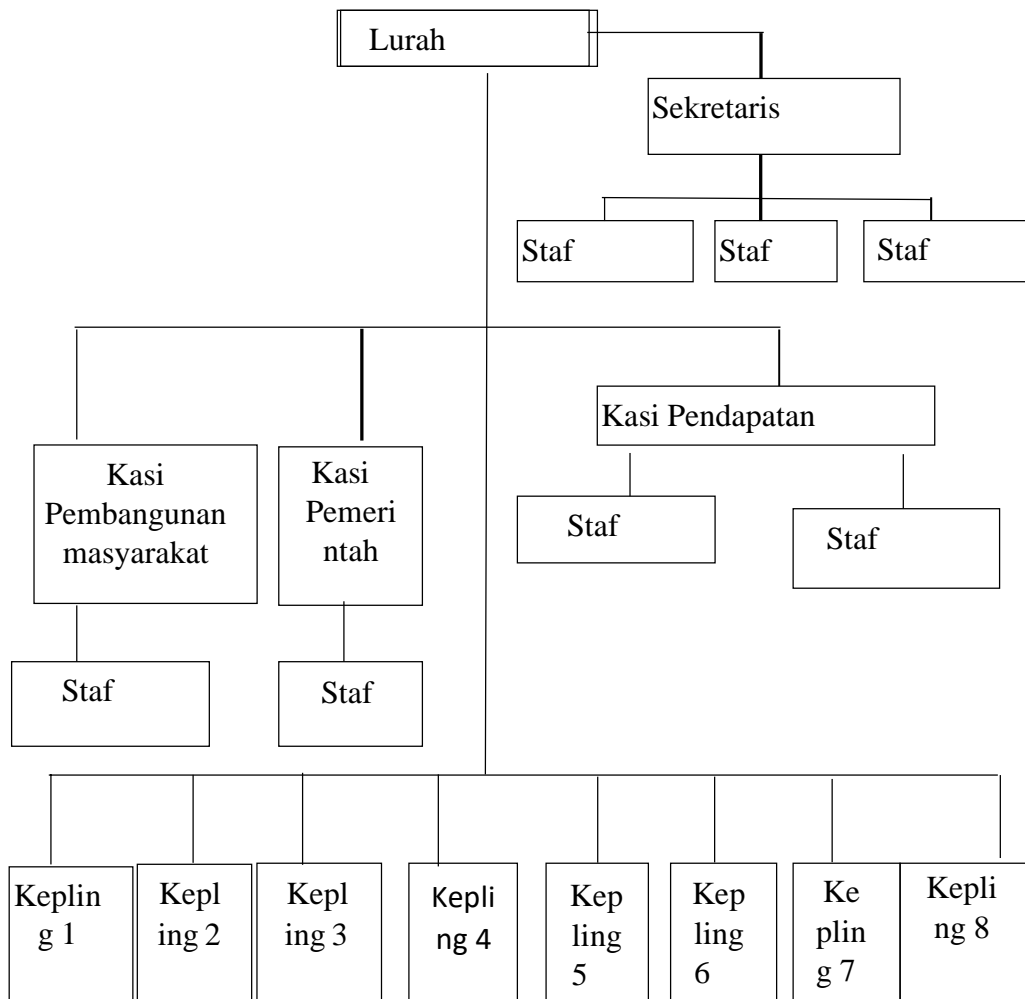 Lurah
Sekretaris
Staf
Staf
Staf
Kasi Pendapatan
Kasi
Pembangunan
masyarakat
Kasi
Pemeri
ntah
Staf
Staf
Staf
Staf
Keplin
g 1
Kepl
ing 2
Kepl
ing 3
Kepli
ng 4
Kep
ling
5
Kep
ling
6
Ke
plin
g 7
Kepli
ng 8